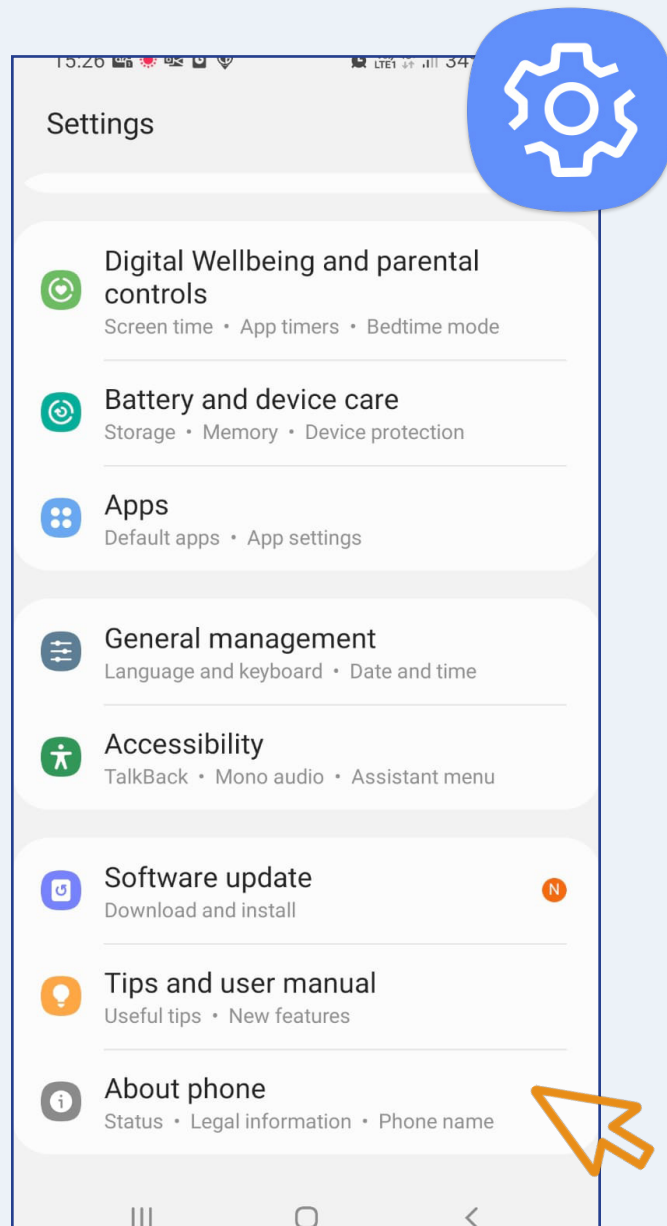 15:26 34
Settings
Digital Wellbeing and parental
controls
Screen time • App timers • Bedtime mode
Battery and device care
Storage • Memory • Device protection
Apps
Default apps • App settings
General management
Language and keyboard • Date and time
Accessibility
TalkBack • Mono audio • Assistant menu
Software update
N
Download and install
Tips and user manual
Useful tips • New features
About phone
Status • Legal information • Phone name